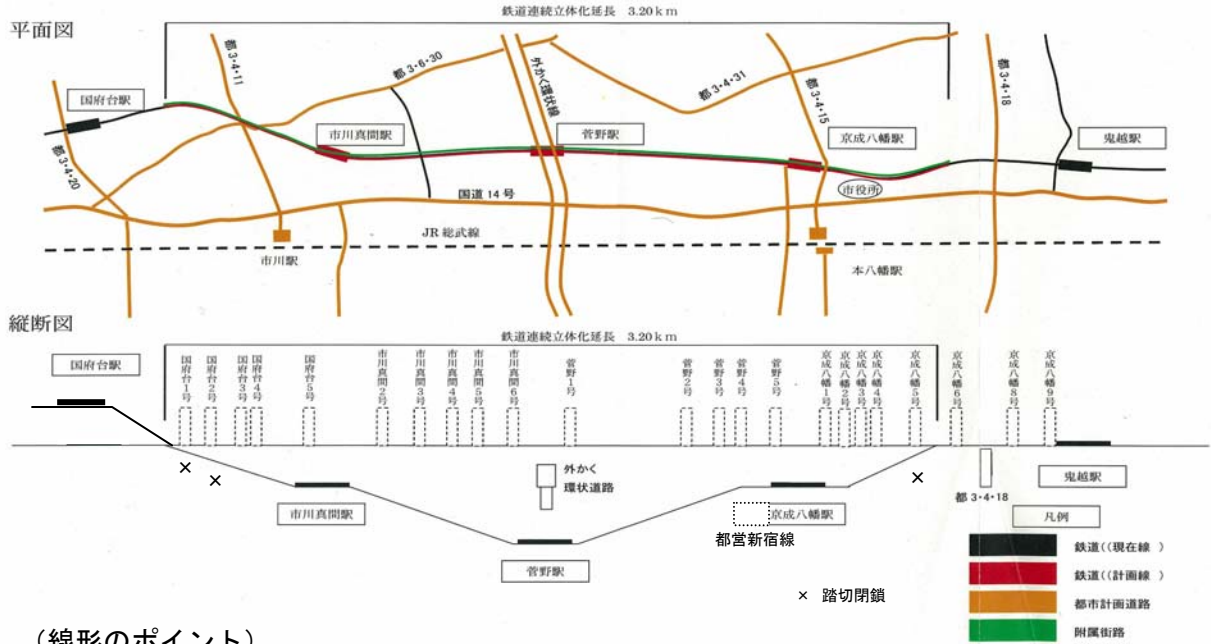 平面図
鉄道連続立体化延長 3.20km
国府台駅
都3・4・11
都3・6・30
外かく環状線
都3・4・31
都3・4・15
都3・4・18
市川真間駅
菅野駅
京成八幡駅
鬼越駅
都3・4・20
国道14号
市役所
JR総武線
市川駅
本八幡駅
縦断図
鉄道連続立体化延長 3.20km
国府台駅
国府台1号
国府台2号
国府台3号
国府台4号
国府台5号
市川真間2号
市川真間3号
市川真間4号
市川真間5号
市川真間6号
菅野1号
菅野2号
菅野3号
菅野4号
菅野5号
京成八幡1号
京成八幡2号
京成八幡3号
京成八幡4号
京成八幡5号
京成八幡6号
京成八幡8号
京成八幡9号
×
×
×
外かく
環状道路
市川真間駅
京成八幡駅
都営新宿線
都3・4・18
鬼越駅
菅野駅
× 踏切閉鎖
凡例
鉄道((現在線 )
鉄道((計画線 )
都市計画道路
附属街路
(線形のポイント)